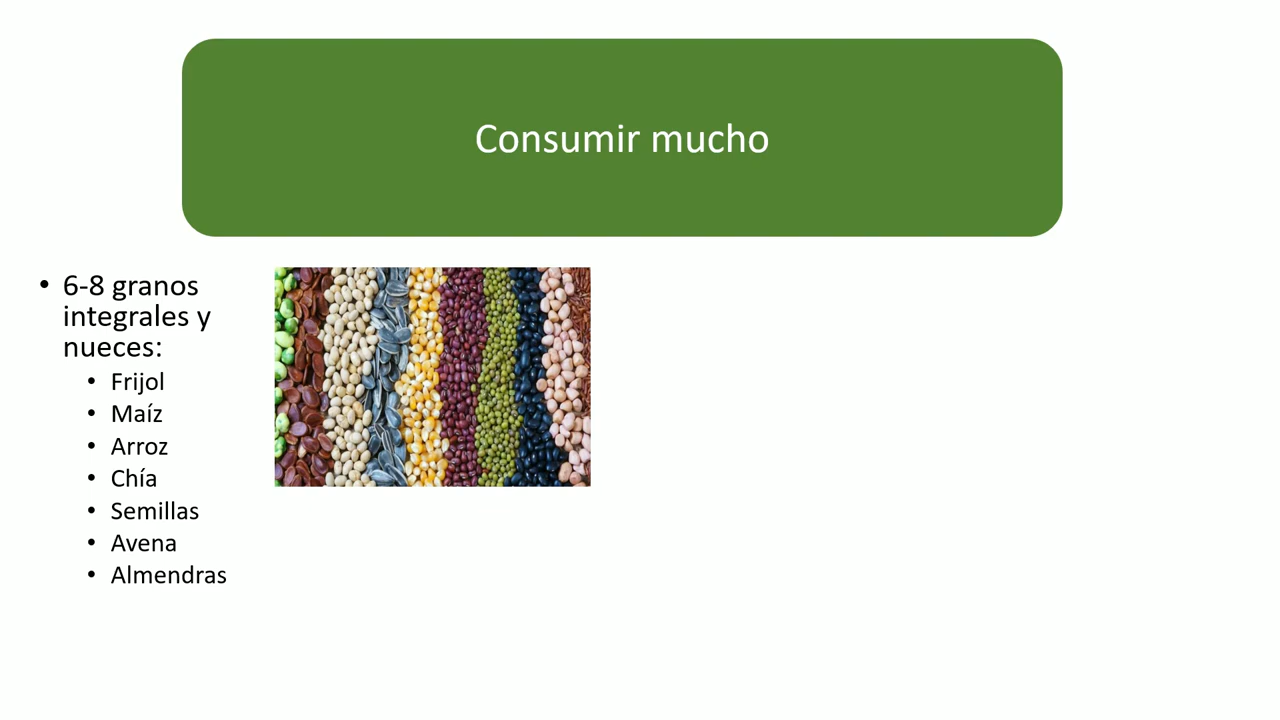 Consumir mucho
• 6-8 granos
integrales y
nueces:
• Frijol
• Maíz
• Arroz
• Chía
• Semillas
• Avena
• Almendras